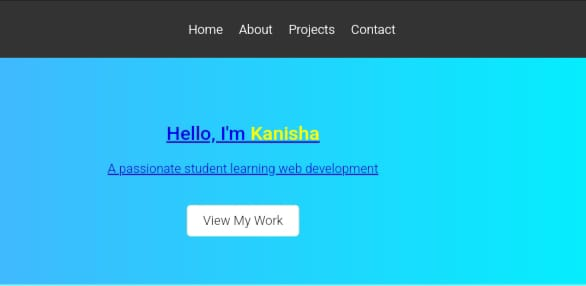 Home About Projects Contact
Hello, I'm Kanisha
A passionate student learning web development
View My Work